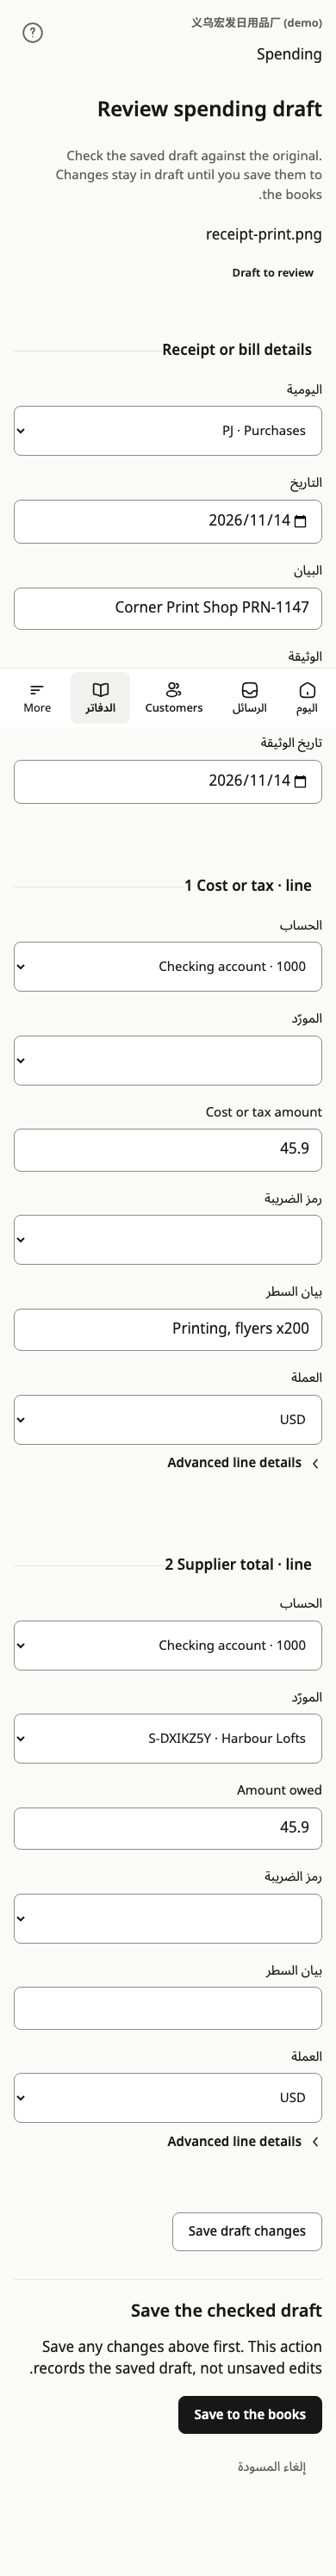 义乌宏发日用品厂 (demo)
Spending
Review spending draft
Check the saved draft against the original.
Changes stay in draft until you save them to
the books.
receipt-print.png
Draft to review
Receipt or bill details
اليومية
PJ · Purchases
التاريخ
2026/11/14
البيان
Corner Print Shop PRN-1147
الوثيقة
اليوم
الرسائل
Customers
الدفاتر
More
تاريخ الوثيقة
2026/11/14
1 Cost or tax · line
الحساب
Checking account · 1000
المورّد
Cost or tax amount
45.9
رمز الضريبة
بيان السطر
Printing, flyers x200
العملة
USD
Advanced line details
2 Supplier total · line
الحساب
Checking account · 1000
المورّد
S-DXIKZ5Y · Harbour Lofts
Amount owed
45.9
رمز الضريبة
بيان السطر
العملة
USD
Advanced line details
Save draft changes
Save the checked draft
Save any changes above first. This action
records the saved draft, not unsaved edits.
Save to the books
إلغاء المسودة